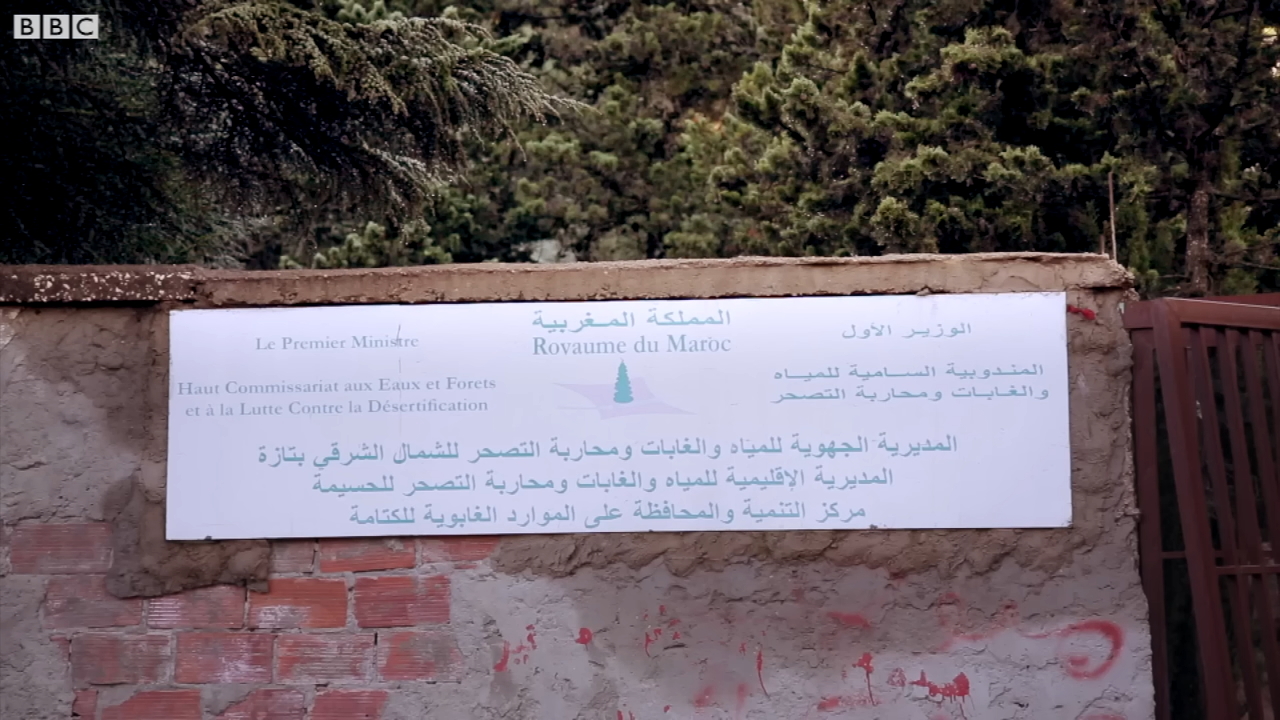 BBC
المملكة المغربية
Royaume du Maroc
Le Premier Ministre
الوزير الأول
Haut Commissariat aux Eaux et Forets
et à la Lutte Contre la Désertification
المندوبية السامية للمياه
والغابات ومحاربة التصحر
المديرية الجهوية للمياه والغابات ومحاربة التصحر للشمال الشرقي بتازة
المديرية الإقليمية للمياه والغابات ومحاربة التصحر للحسيمة
مركز التنمية والمحافظة على الموارد الغابوية للكتامة